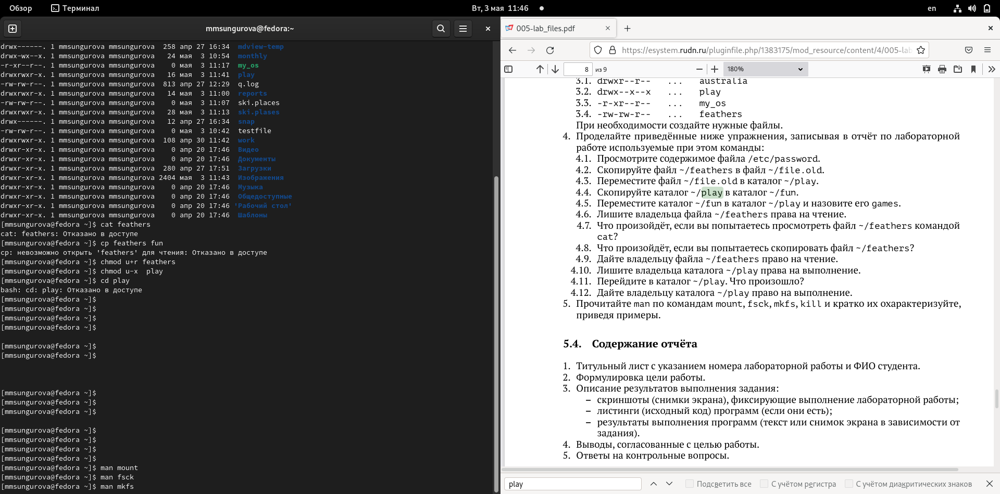 Обзор
Терминал
Вт, 3 мая 11:46
en
mmsungurova@fedora:~
drwx------. 1 mmsungurova mmsungurova  258 апр 27 16:34  mdview-temp
drwx-wx--x. 1 mmsungurova mmsungurova   24 мая  3 10:54  monthly
-r-xr--r--. 1 mmsungurova mmsungurova    0 мая  3 11:17  my_os
drwxrwxr-x. 1 mmsungurova mmsungurova   16 мая  3 11:41  play
-rw-rw-r--. 1 mmsungurova mmsungurova  813 апр 27 12:29  q.log
drwxrwxr-x. 1 mmsungurova mmsungurova   14 мая  3 11:00  reports
-rw-rw-r--. 1 mmsungurova mmsungurova    0 мая  3 11:07  ski.places
drwxrwxr-x. 1 mmsungurova mmsungurova   28 мая  3 11:13  ski.plases
drwx------. 1 mmsungurova mmsungurova   12 апр 27 16:34  snap
-rw-rw-r--. 1 mmsungurova mmsungurova    0 мая  3 10:42  testfile
drwxrwxr-x. 1 mmsungurova mmsungurova  108 апр 30 11:42  work
drwxr-xr-x. 1 mmsungurova mmsungurova    0 апр 20 17:46  Видео
drwxr-xr-x. 1 mmsungurova mmsungurova    0 апр 20 17:46  Документы
drwxr-xr-x. 1 mmsungurova mmsungurova  280 апр 27 17:51  Загрузки
drwxr-xr-x. 1 mmsungurova mmsungurova 2404 мая  3 11:43  Изображения
drwxr-xr-x. 1 mmsungurova mmsungurova    0 апр 20 17:46  Музыка
drwxr-xr-x. 1 mmsungurova mmsungurova    0 апр 20 17:46  Общедоступные
drwxr-xr-x. 1 mmsungurova mmsungurova    0 апр 20 17:46 'Рабочий стол'
drwxr-xr-x. 1 mmsungurova mmsungurova    0 апр 20 17:46  Шаблоны
[mmsungurova@fedora ~]$ cat feathers
cat: feathers: Отказано в доступе
[mmsungurova@fedora ~]$ cp feathers fun
cp: невозможно открыть 'feathers' для чтения: Отказано в доступе
[mmsungurova@fedora ~]$ chmod u+r feathers
[mmsungurova@fedora ~]$ chmod u-x  play
[mmsungurova@fedora ~]$ cd play
bash: cd: play: Отказано в доступе
[mmsungurova@fedora ~]$
[mmsungurova@fedora ~]$
[mmsungurova@fedora ~]$
[mmsungurova@fedora ~]$
[mmsungurova@fedora ~]$
[mmsungurova@fedora ~]$
[mmsungurova@fedora ~]$
[mmsungurova@fedora ~]$
[mmsungurova@fedora ~]$
[mmsungurova@fedora ~]$
[mmsungurova@fedora ~]$
[mmsungurova@fedora ~]$
[mmsungurova@fedora ~]$
[mmsungurova@fedora ~]$ man mount
[mmsungurova@fedora ~]$ man fsck
[mmsungurova@fedora ~]$ man mkfs
005-lab_files.pdf
https://esystem.rudn.ru/pluginfile.php/1383175/mod_resource/content/4/005-lab
8 из 9
180%
3.1. drwxr--r-- ... australia
3.2. drwx--x--x ... play
3.3. -r-xr--r-- ... my_os
3.4. -rw-rw-r-- ... feathers
При необходимости создайте нужные файлы.
4. Проделайте приведённые ниже упражнения, записывая в отчёт по лабораторной
работе используемые при этом команды:
4.1. Просмотрите содержимое файла /etc/password.
4.2. Скопируйте файл ~/feathers в файл ~/file.old.
4.3. Переместите файл ~/file.old в каталог ~/play.
4.4. Скопируйте каталог ~/play в каталог ~/fun.
4.5. Переместите каталог ~/fun в каталог ~/play и назовите его games.
4.6. Лишите владельца файла ~/feathers права на чтение.
4.7. Что произойдёт, если вы попытаетесь просмотреть файл ~/feathers командой
cat?
4.8. Что произойдёт, если вы попытаетесь скопировать файл ~/feathers?
4.9. Дайте владельцу файла ~/feathers право на чтение.
4.10. Лишите владельца каталога ~/play права на выполнение.
4.11. Перейдите в каталог ~/play. Что произошло?
4.12. Дайте владельцу каталога ~/play право на выполнение.
5. Прочитайте man по командам mount, fsck, mkfs, kill и кратко их охарактеризуйте,
приведя примеры.
5.4. Содержание отчёта
1. Титульный лист с указанием номера лабораторной работы и ФИО студента.
2. Формулировка цели работы.
3. Описание результатов выполнения задания:
– скриншоты (снимки экрана), фиксирующие выполнение лабораторной работы;
– листинги (исходный код) программ (если они есть);
– результаты выполнения программ (текст или снимок экрана в зависимости от
задания).
4. Выводы, согласованные с целью работы.
5. Ответы на контрольные вопросы.
play
Подсветить все
С учётом регистра
С учётом диакритических знаков